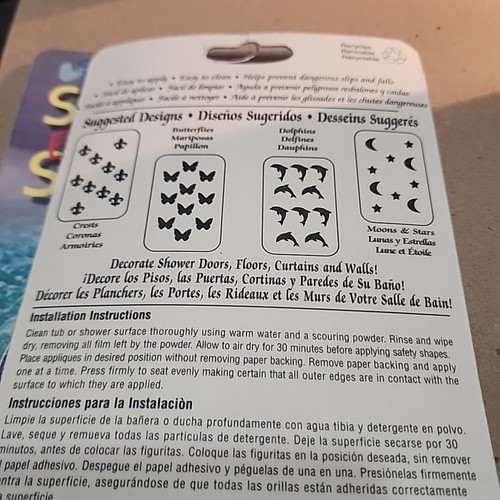 Recycles
Recíclable
Recyclable
• Easy to apply • Easy to clean • Helps prevent dangerous slips and falls
• Fácil de aplicar • Fácil de limpiar • Ayuda a prevenir peligrosos resbalones y caídas
Facile à appliquer • Facile à nettoyer • Aide à prévenir les glissades et les chutes dangereuses
Suggested Designs • Diseños Sugeridos • Desseins Suggerés
Butterflies
Mariposas
Papillon
Dolphins
Delfines
Dauphins
Crests
Coronas
Armoiries
Moons & Stars
Lunas y Estrellas
Lune et Étoile
Decorate Shower Doors, Floors, Curtains and Walls!
¡Decore los Pisos, las Puertas, Cortinas y Paredes de Su Baño!
Décorer les Planchers, les Portes, les Rideaux et les Murs de Votre Salle de Bain!
Installation Instructions
Clean tub or shower surface thoroughly using warm water and a scouring powder. Rinse and wipe
dry, removing all film left by the powder. Allow to air dry for 30 minutes before applying safety shapes.
Place appliques in desired position without removing paper backing. Remove paper backing and apply
one at a time. Press firmly to seat evenly making certain that all outer edges are in contact with the
surface to which they are applied.
Instrucciones para la Instalaciòn
Limpie la superficie de la bañera o ducha profundamente con agua tibia y detergente en polvo.
Lave, seque y remueva todas las particulas de detergente. Deje la superficie secarse por 30
minutos, antes de colocar las figuritas. Coloque las figuritas en la posición deseada, sin remover
l papel adhesivo. Despegue el papel adhesivo y péguelas de una en una. Presiónelas firmemente
ontra la superficie, asegurándose de que todas las orillas están adheridas correctamente
a superficie.